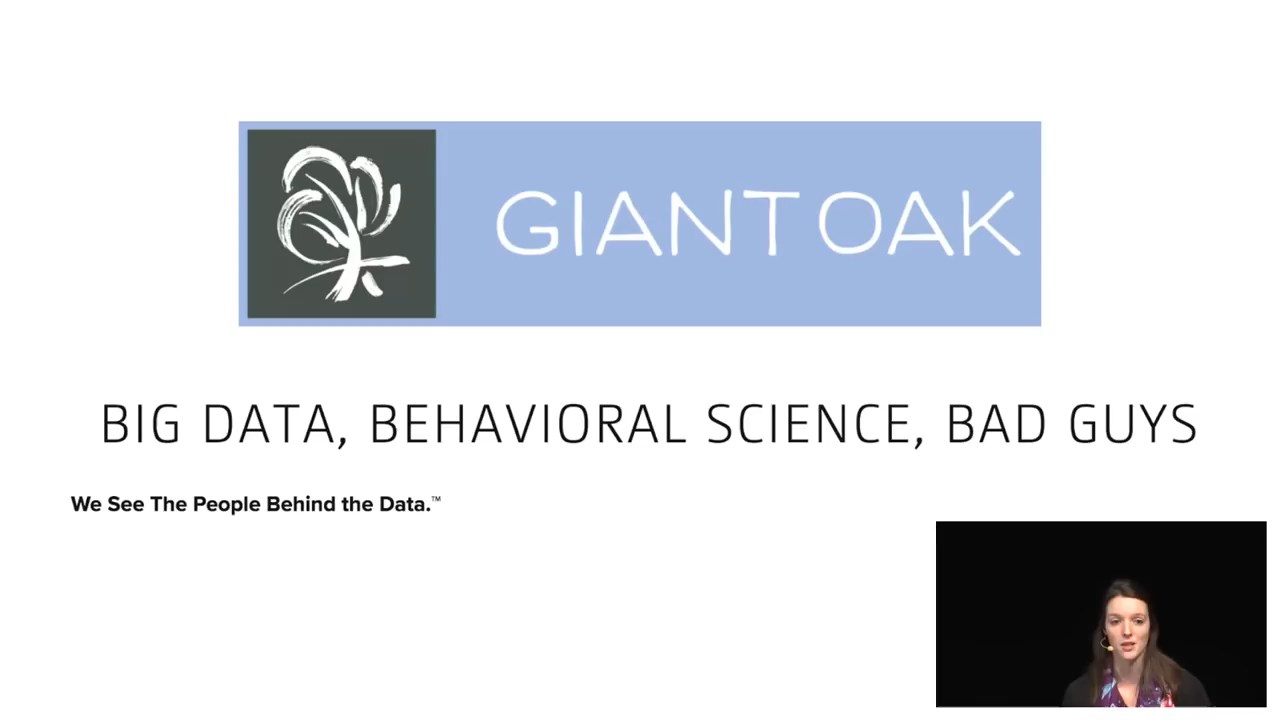 GIANT OAK
BIG DATA, BEHAVIORAL SCIENCE, BAD GUYS
We See The People Behind the Data.™